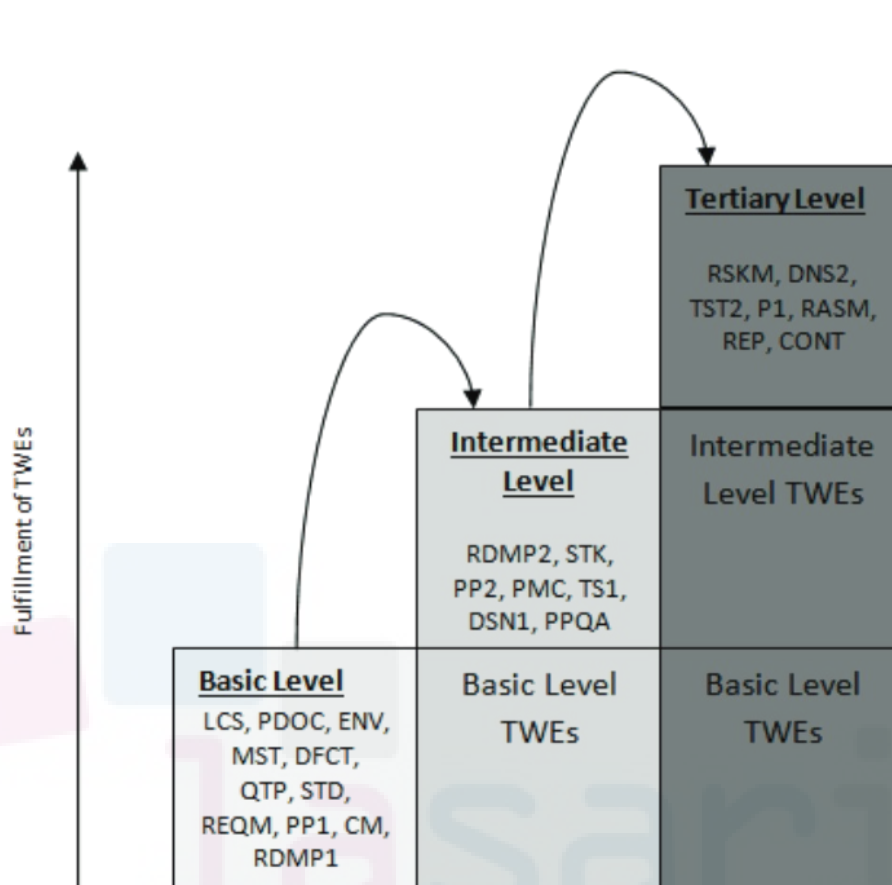 Tertiary Level
RSKM, DNS2,
TST2, P1, RASM,
REP, CONT
Intermediate
Level
RDMP2, STK,
PP2, PMC, TS1,
DSN1, PPQA
Intermediate
Level TWEs
Fulfillment of TWEs
Basic Level
LCS, PDOC, ENV,
MST, DFCT,
QTP, STD,
REQM, PP1, CM,
RDMP1
Basic Level
TWEs
Basic Level
TWEs